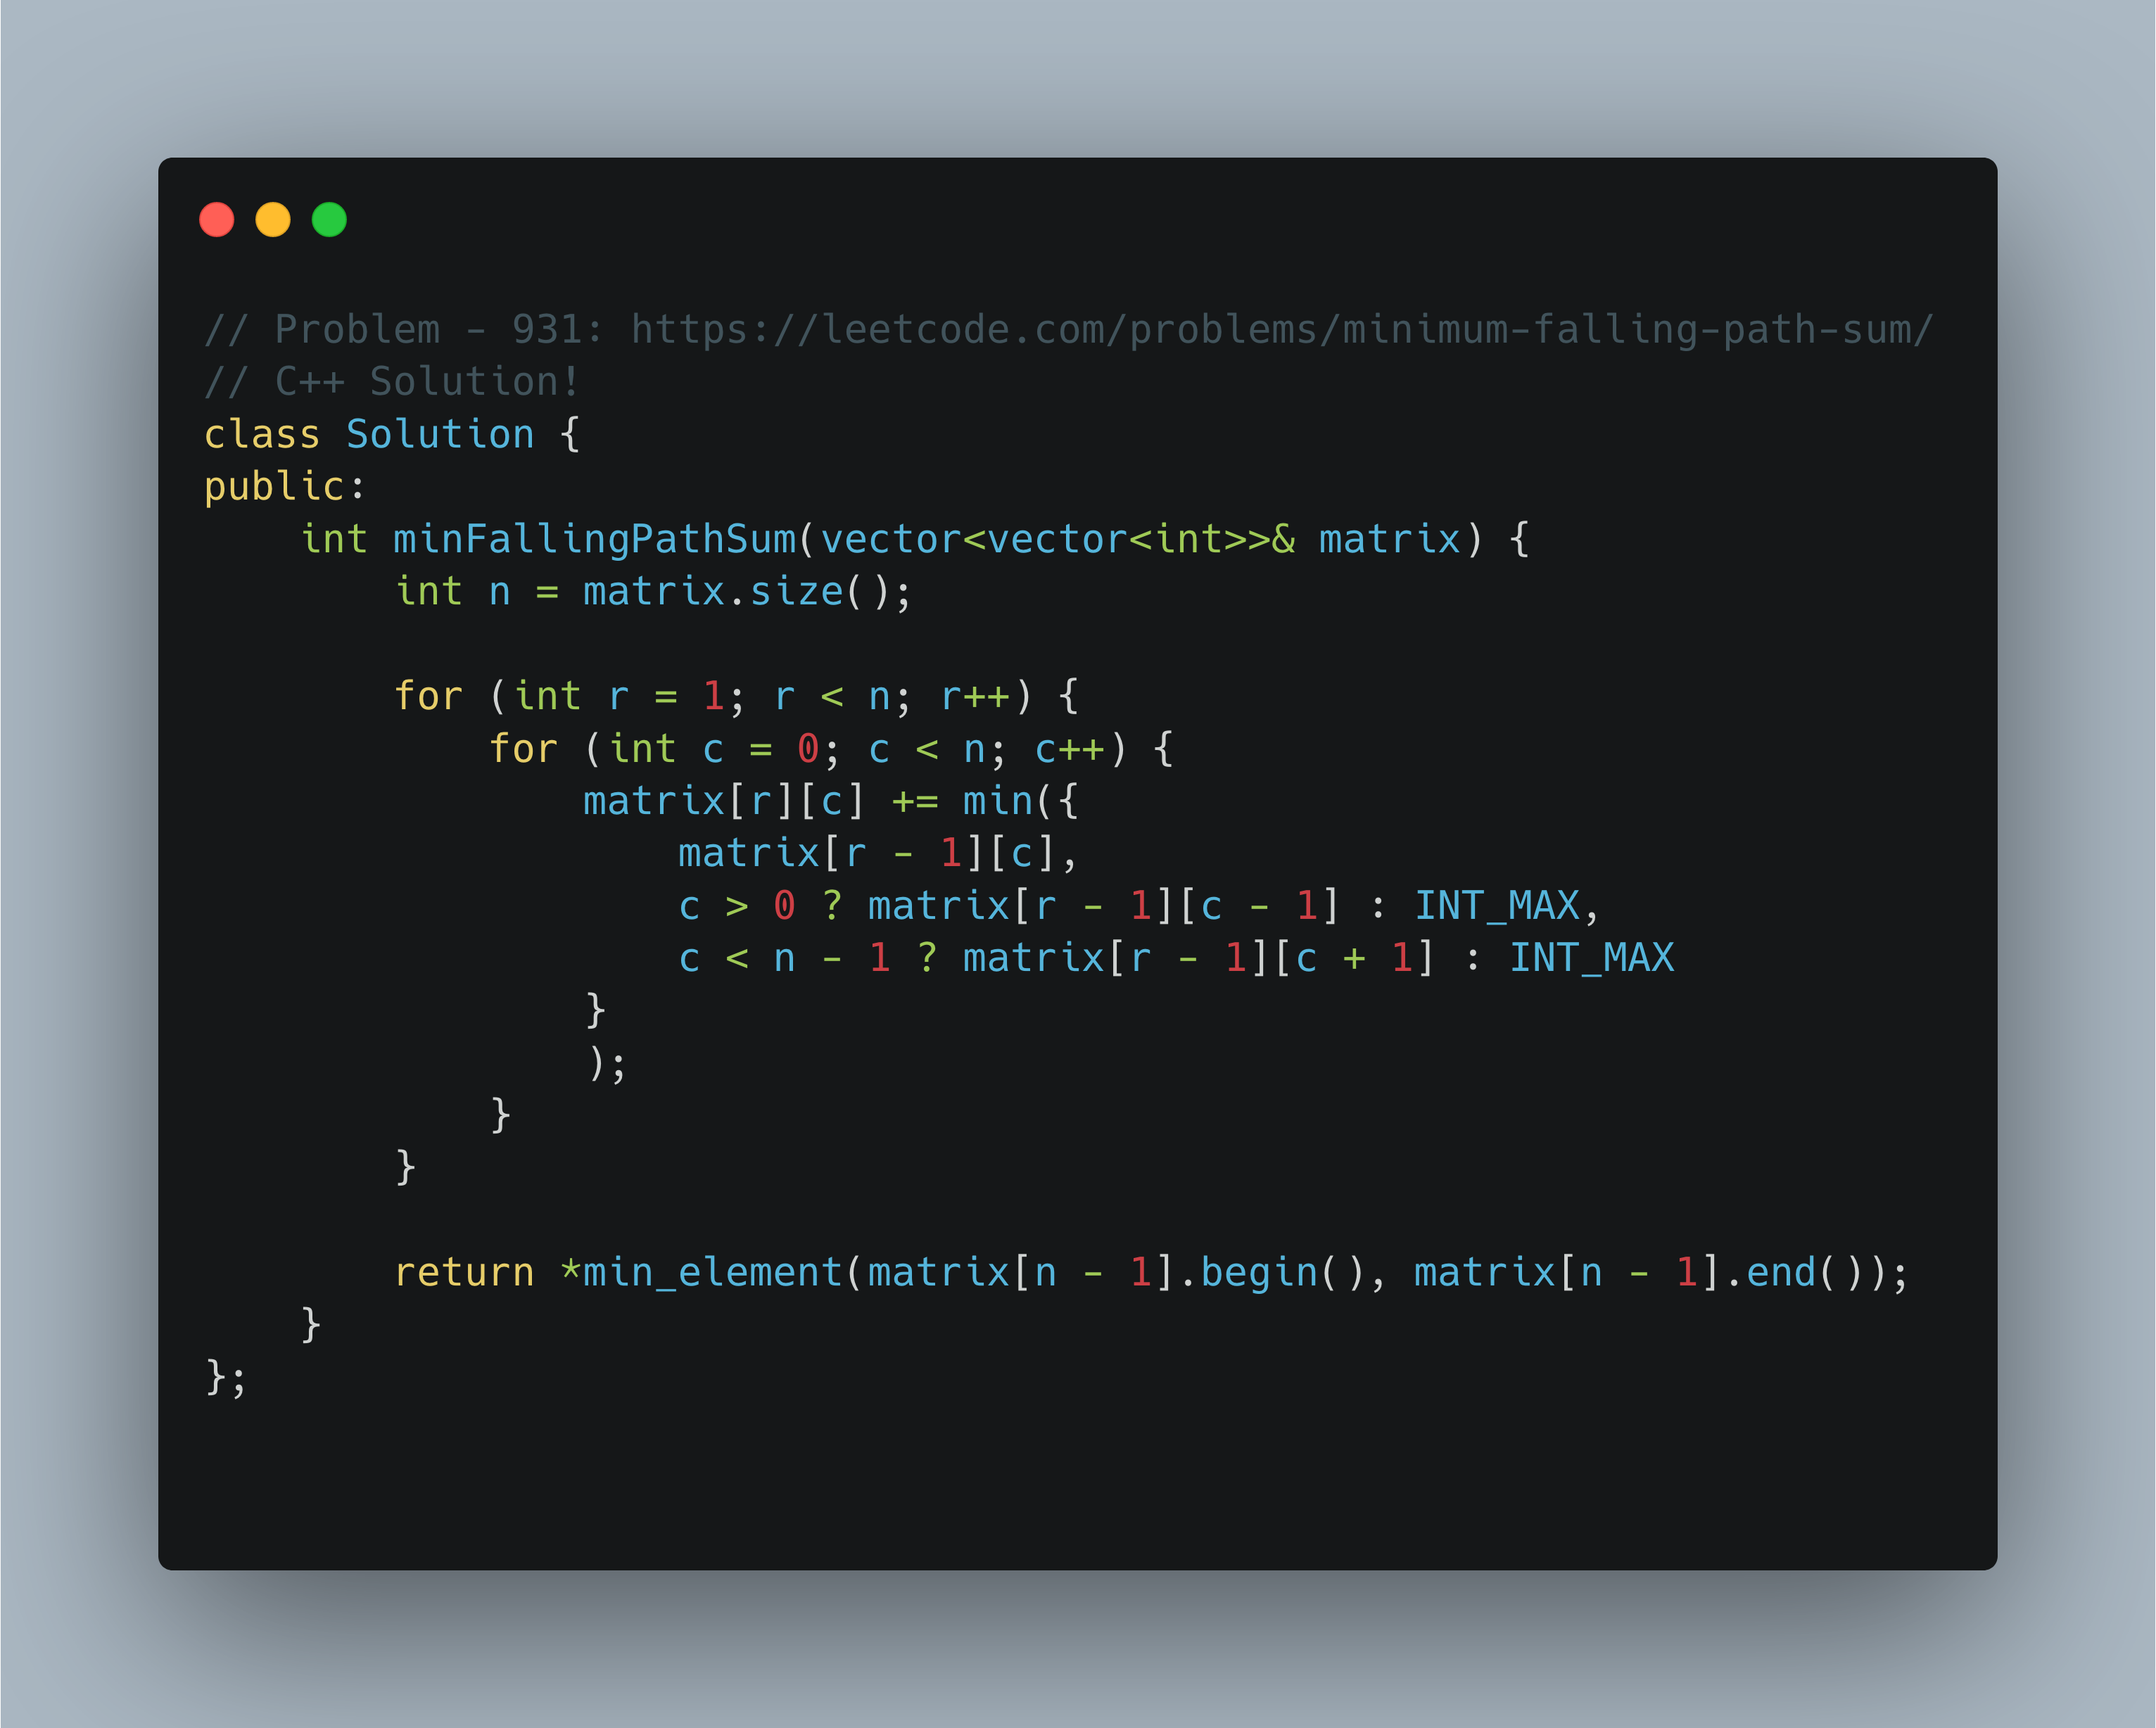 // Problem - 931: https://leetcode.com/problems/minimum-falling-path-sum/
// C++ Solution!
class Solution {
public:
    int minFallingPathSum(vector<vector<int>>& matrix) {
        int n = matrix.size();

        for (int r = 1; r < n; r++) {
            for (int c = 0; c < n; c++) {
                matrix[r][c] += min({
                    matrix[r - 1][c],
                    c > 0 ? matrix[r - 1][c - 1] : INT_MAX,
                    c < n - 1 ? matrix[r - 1][c + 1] : INT_MAX
                }
                );
            }
        }

        return *min_element(matrix[n - 1].begin(), matrix[n - 1].end());
    }
};